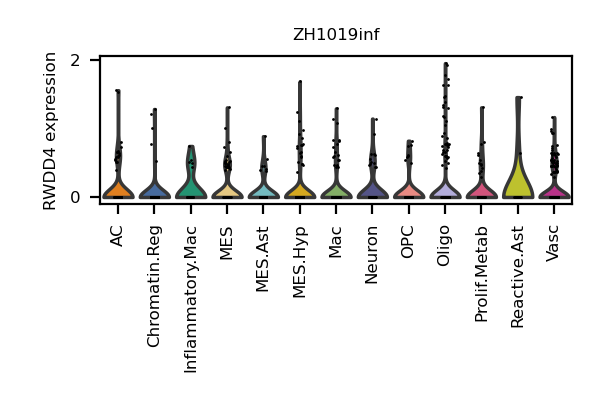 ZH1019inf
RWDD4 expression
2
0
AC
Chromatin.Reg
Inflammatory.Mac
MES
MES.Ast
MES.Hyp
Mac
Neuron
OPC
Oligo
Prolif.Metab
Reactive.Ast
Vasc